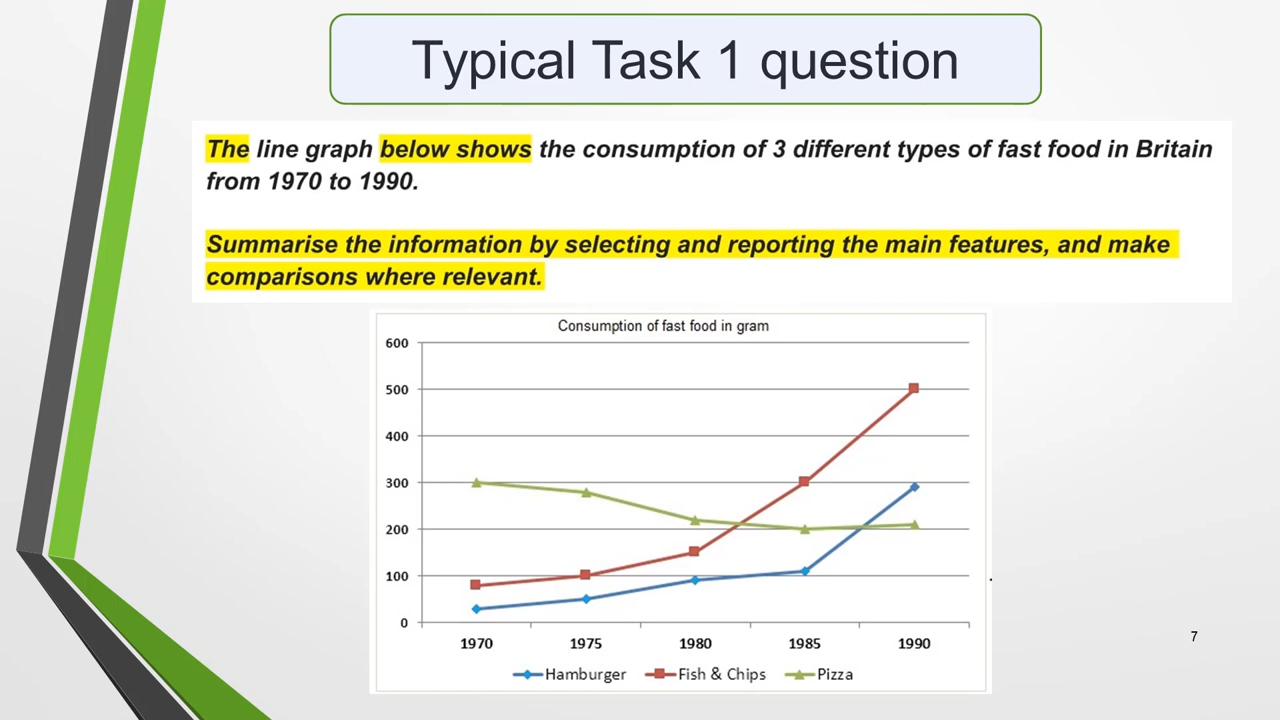 Typical Task 1 question
The line graph below shows the consumption of 3 different types of fast food in Britain
from 1970 to 1990.
Summarise the information by selecting and reporting the main features, and make
comparisons where relevant.
Consumption of fast food in gram
600
500
400
300
200
100
0
1970 1975 1980 1985 1990
Hamburger Fish & Chips Pizza
.
7